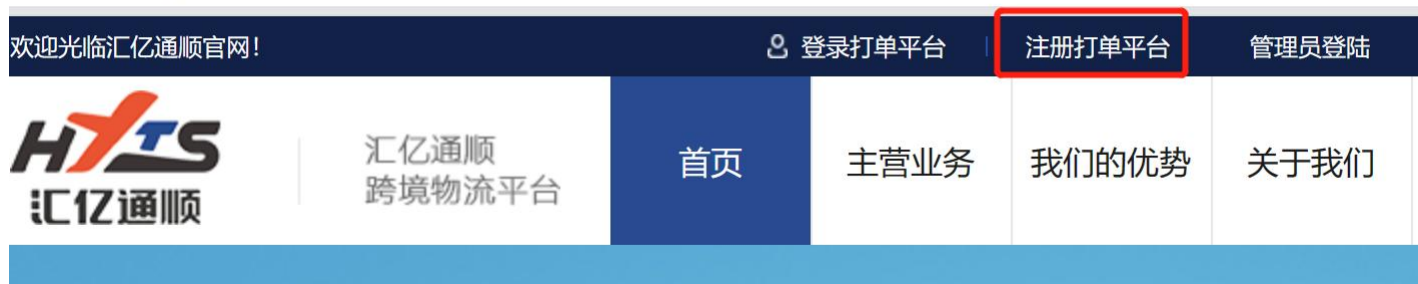 欢迎光临汇亿通顺官网！ 登录打单平台 注册打单平台 管理员登陆
HYTS
汇亿通顺
汇亿通顺
跨境物流平台
首页 主营业务 我们的优势 关于我们